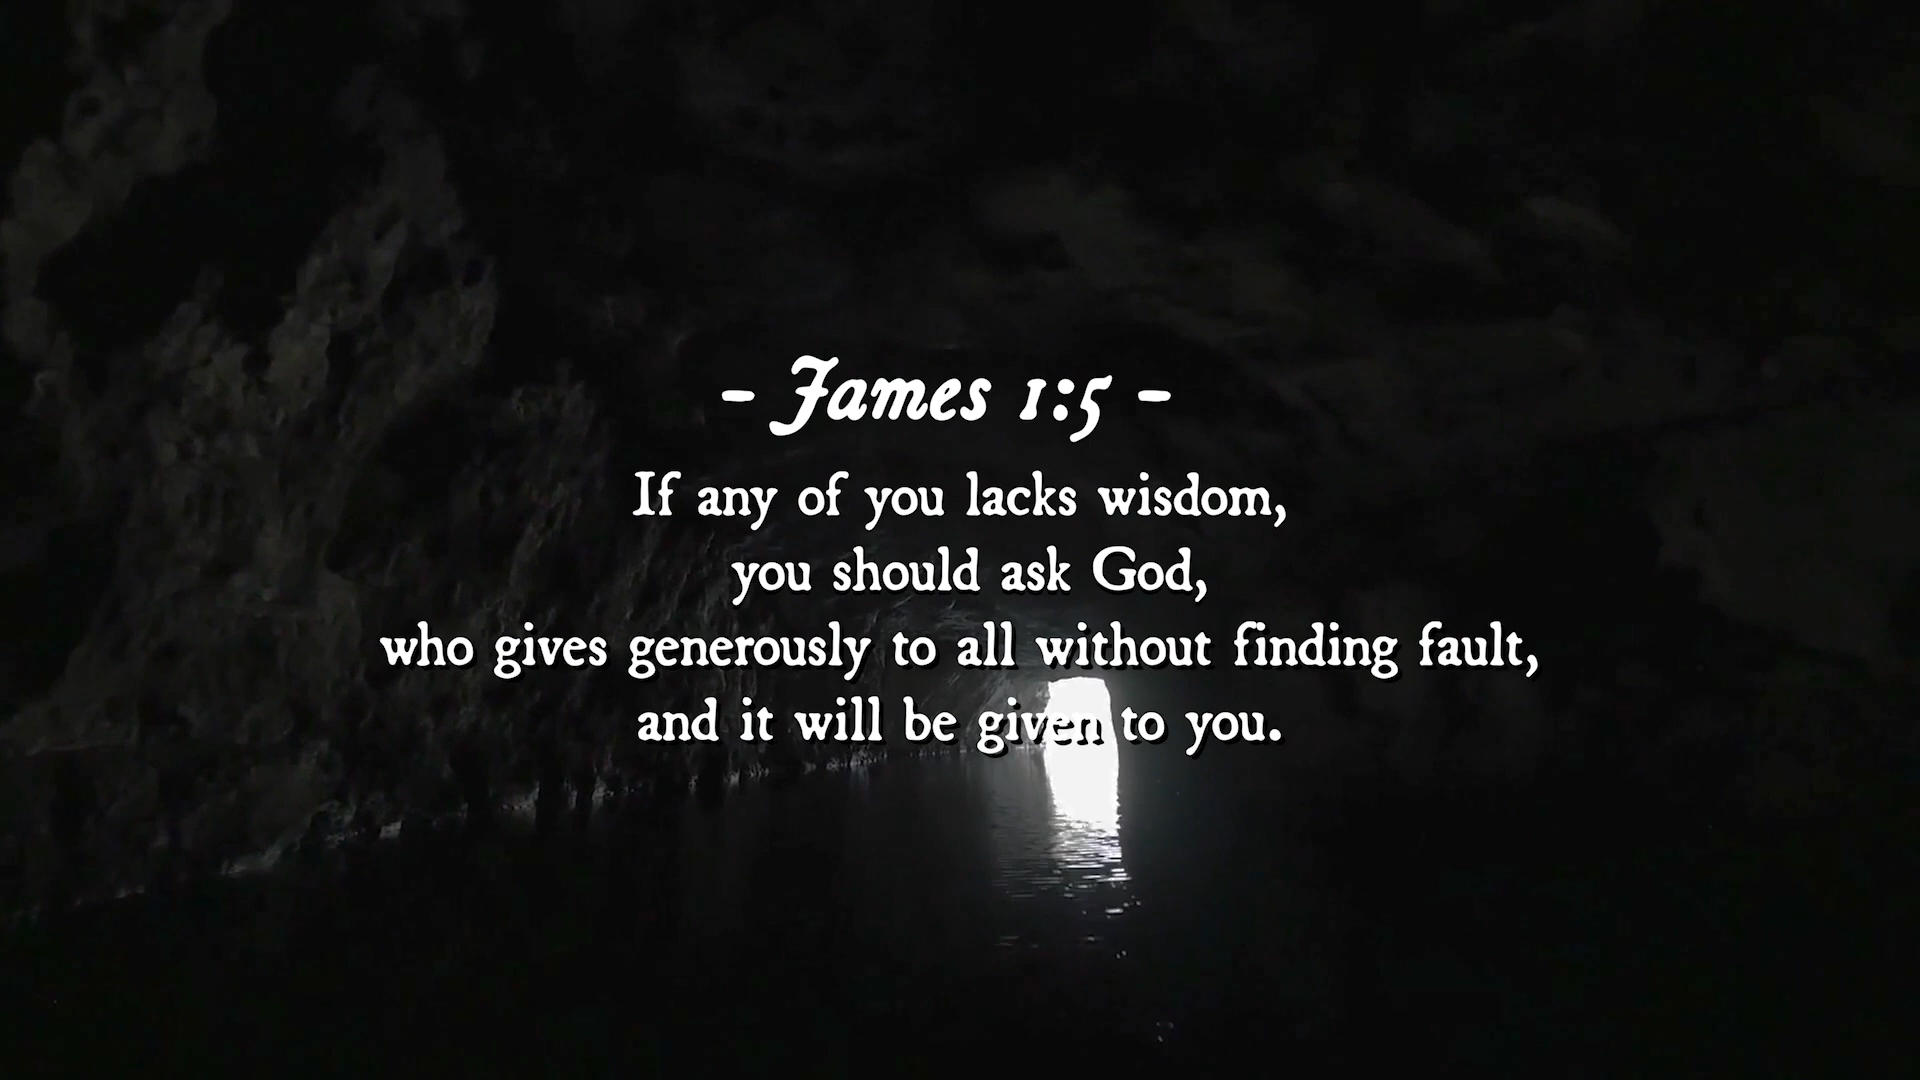 - James 1:5 -
If any of you lacks wisdom,
you should ask God,
who gives generously to all without finding fault,
and it will be given to you.